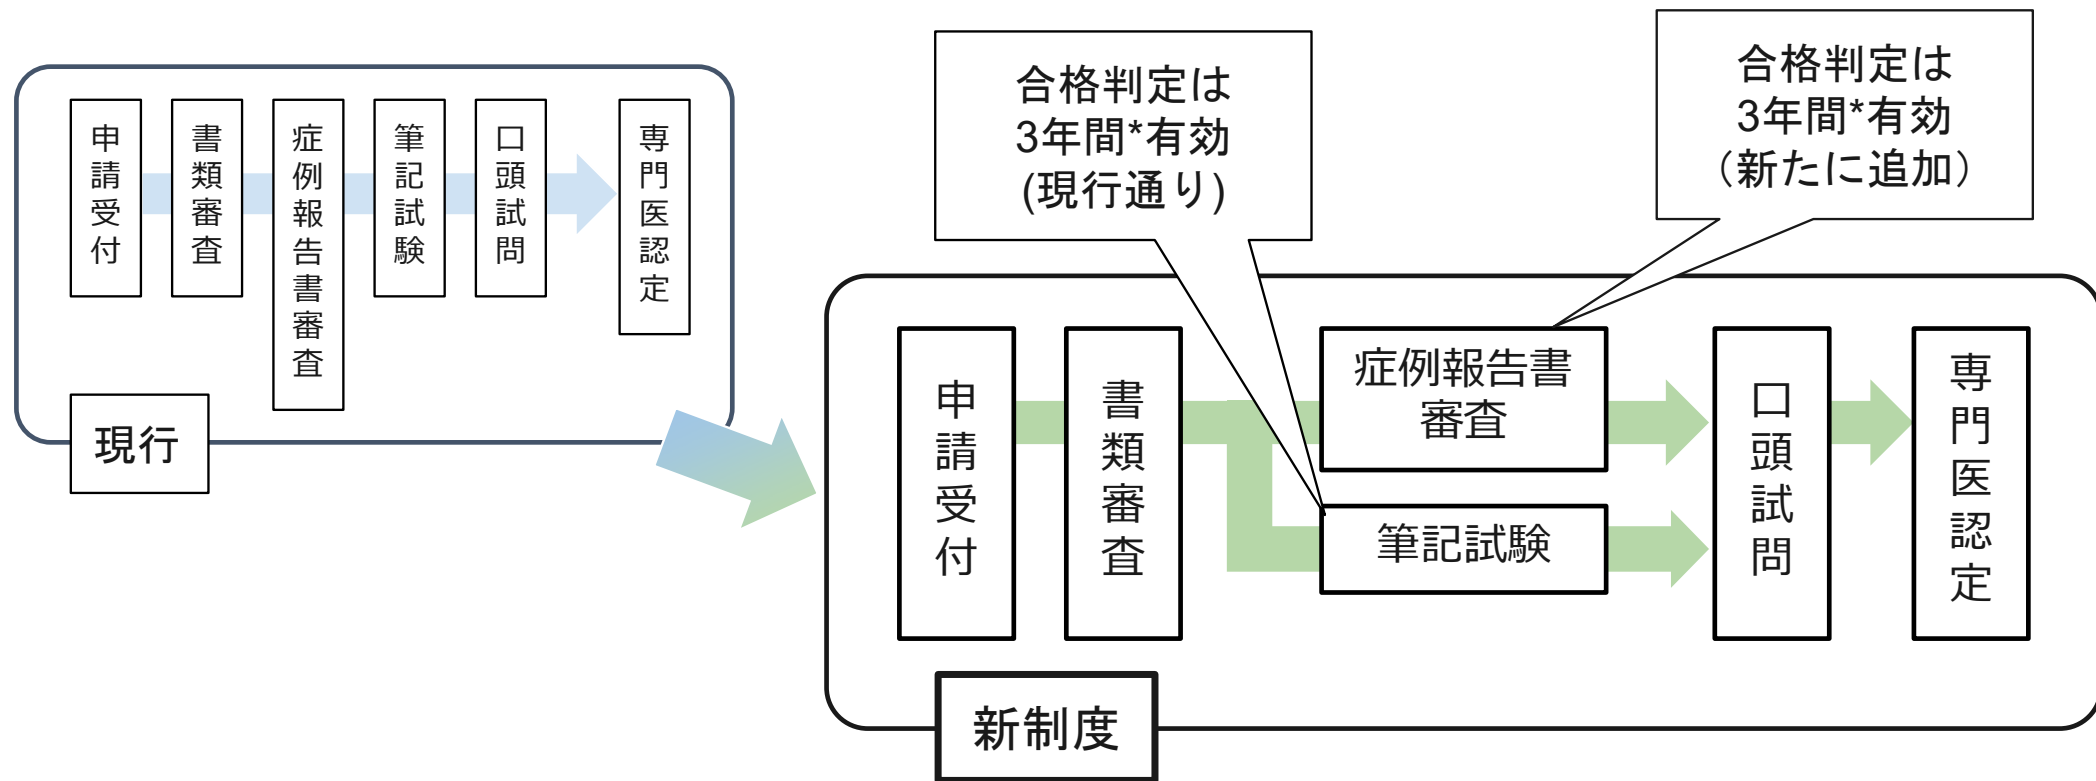 申請受付
書類審査
症例報告書審査
筆記試験
口頭試問
専門医認定
現行
合格判定は
3年間*有効
(現行通り)
合格判定は
3年間*有効
（新たに追加）
申請受付
書類審査
症例報告書
審査
筆記試験
口頭試問
専門医認定
新制度